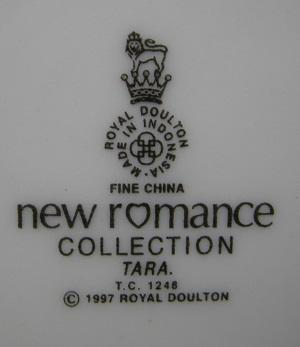 ROYAL DOULTON
MADE IN INDONESIA
FINE CHINA
new romance
COLLECTION
TARA.
T.C. 1248
© 1997 ROYAL DOULTON